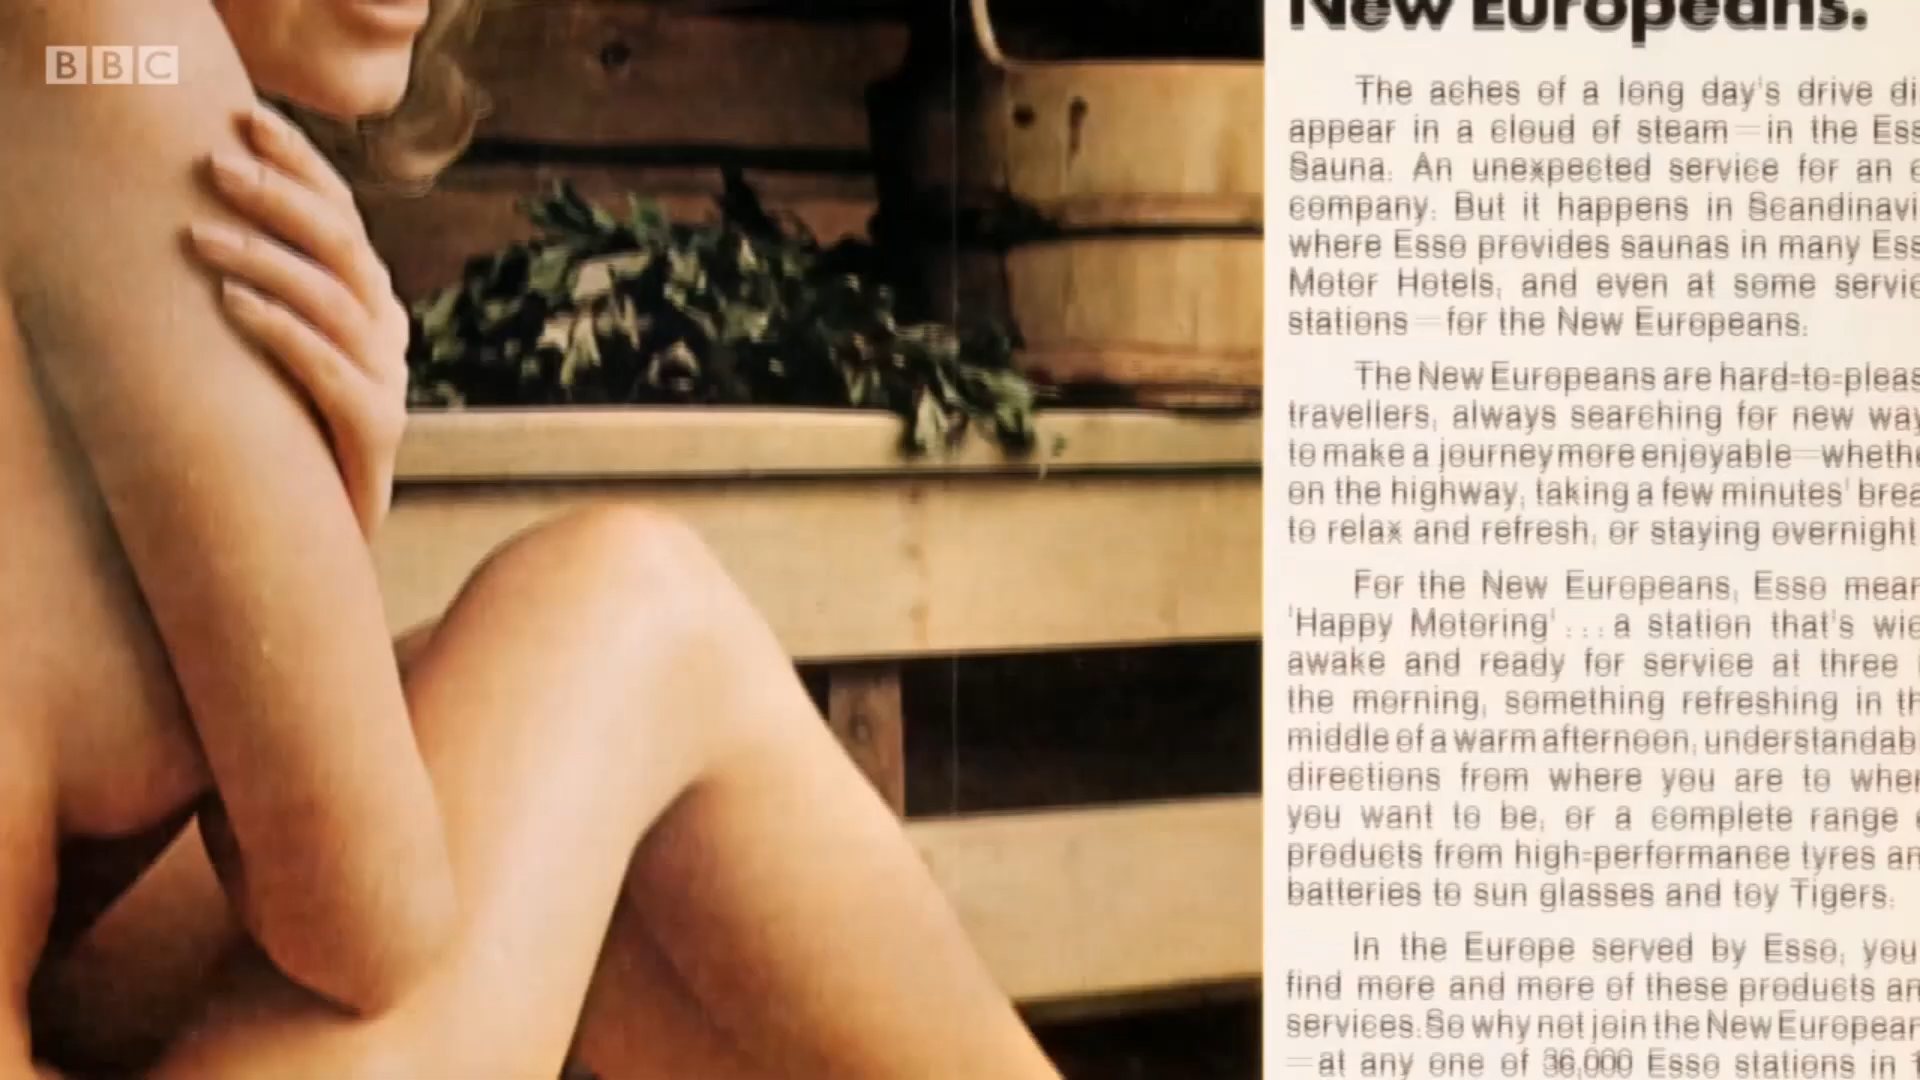 BBC
New Europeans.
The aches of a long day's drive di
appear in a cloud of steam—in the Ess
Sauna. An unexpected service for an o
company. But it happens in Scandinavi
where Esso provides saunas in many Ess
Motor Hotels, and even at some servic
stations—for the New Europeans.
The New Europeans are hard-to-pleas
travellers, always searching for new way
to make a journey more enjoyable—wheth
on the highway, taking a few minutes' brea
to relax and refresh, or staying overnight
For the New Europeans, Esso mean
'Happy Motoring'...a station that's wid
awake and ready for service at three
the morning, something refreshing in th
middle of a warm afternoon, understandab
directions from where you are to wher
you want to be, or a complete range
products from high-performance tyres an
batteries to sun glasses and toy Tigers.
In the Europe served by Esso, you
find more and more of these products an
services. So why not join the New European
—at any one of 36,000 Esso stations in 1